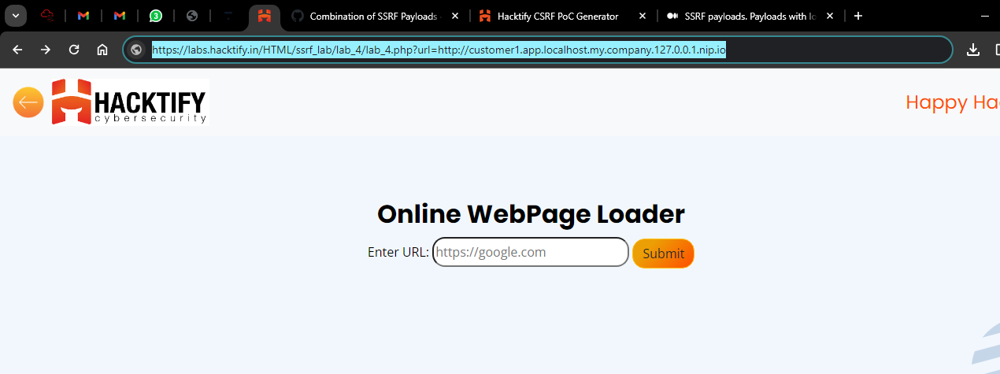 3
Combination of SSRF Payloads
Hacktify CSRF PoC Generator
SSRF payloads. Payloads with lo
https://labs.hacktify.in/HTML/ssrf_lab/lab_4/lab_4.php?url=http://customer1.app.localhost.my.company.127.0.0.1.nip.io
HACKTIFY
cybersecurity
Happy Ha
Online WebPage Loader
Enter URL: https://google.com Submit